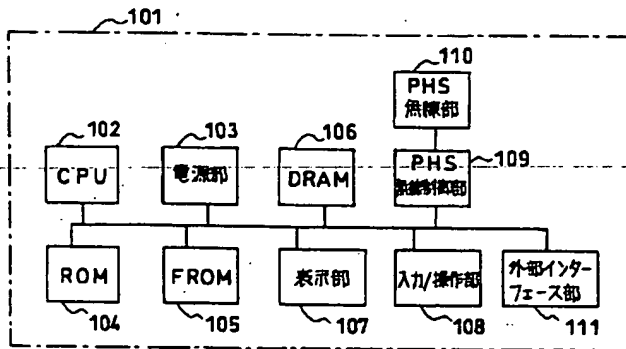 101
110
PHS
無線部
102
103
106
109
CPU
電源部
DRAM
PHS
無線制御部
ROM
FROM
表示部
入力/操作部
外部インター
フェース部
104
105
107
108
111